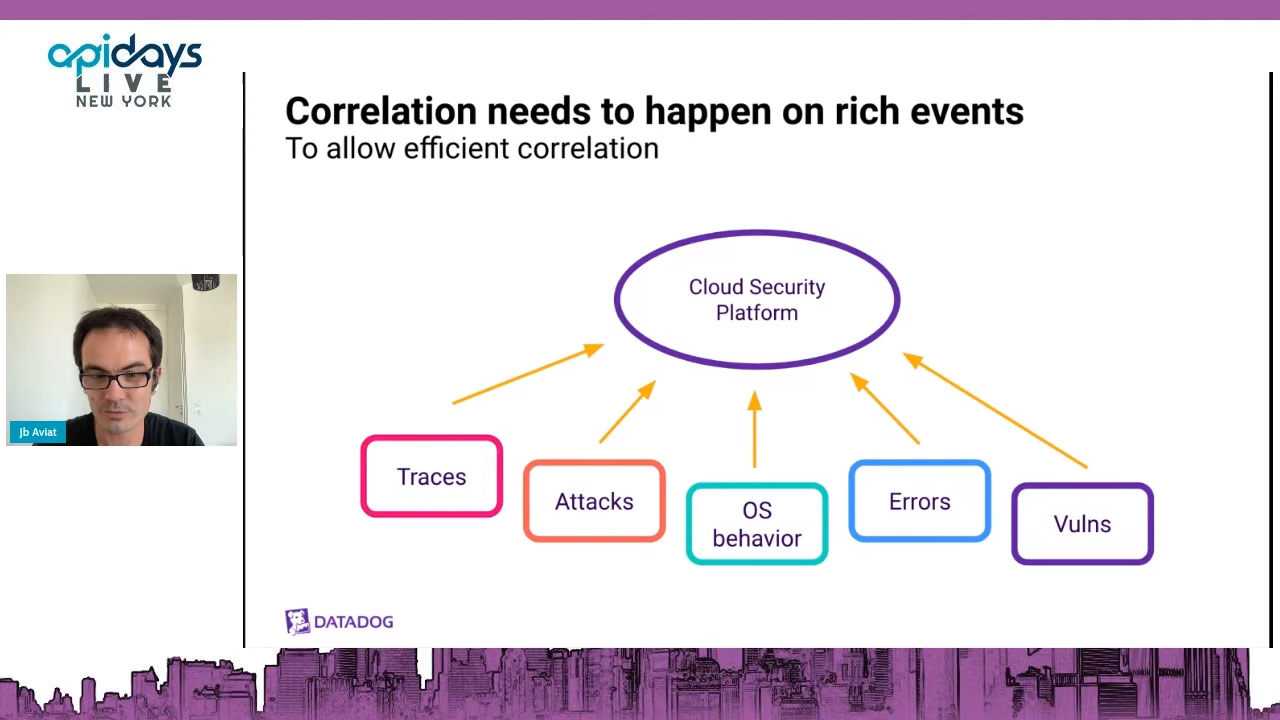 apidays
LIVE
NEW YORK
Correlation needs to happen on rich events
To allow efficient correlation
Cloud Security
Platform
Traces
Attacks
OS
behavior
Errors
Vulns
Jb Aviat
DATADOG